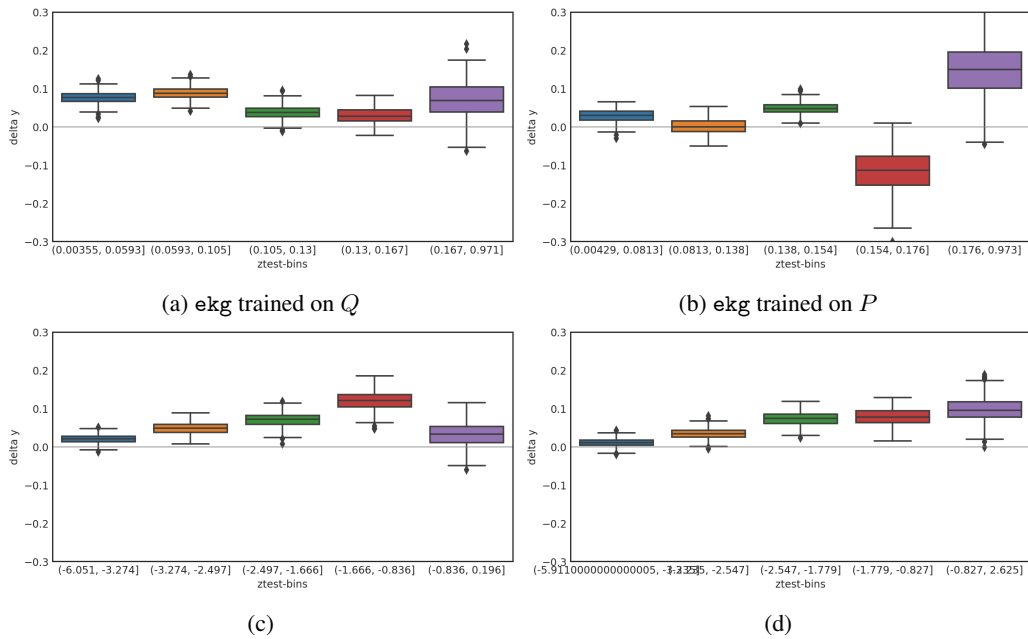 0.3
0.2
0.1
0.0
−0.1
−0.2
−0.3
delta y
(0.00355, 0.0593] (0.0593, 0.105] (0.105, 0.13] (0.13, 0.167] (0.167, 0.971]
ztest-bins
(a) ekg trained on Q
0.3
0.2
0.1
0.0
−0.1
−0.2
−0.3
delta y
(0.00429, 0.0813] (0.0813, 0.138] (0.138, 0.154] (0.154, 0.176] (0.176, 0.973]
ztest-bins
(b) ekg trained on P
0.3
0.2
0.1
0.0
−0.1
−0.2
−0.3
delta y
(-6.051, -3.274] (-3.274, -2.497] (-2.497, -1.666] (-1.666, -0.836] (-0.836, 0.196]
ztest-bins
(c)
0.3
0.2
0.1
0.0
−0.1
−0.2
−0.3
delta y
(-5.9110000000000005, -2.547] (-2.547, -1.779] (-1.779, -0.827] (-0.827, 2.625]
ztest-bins
(d)